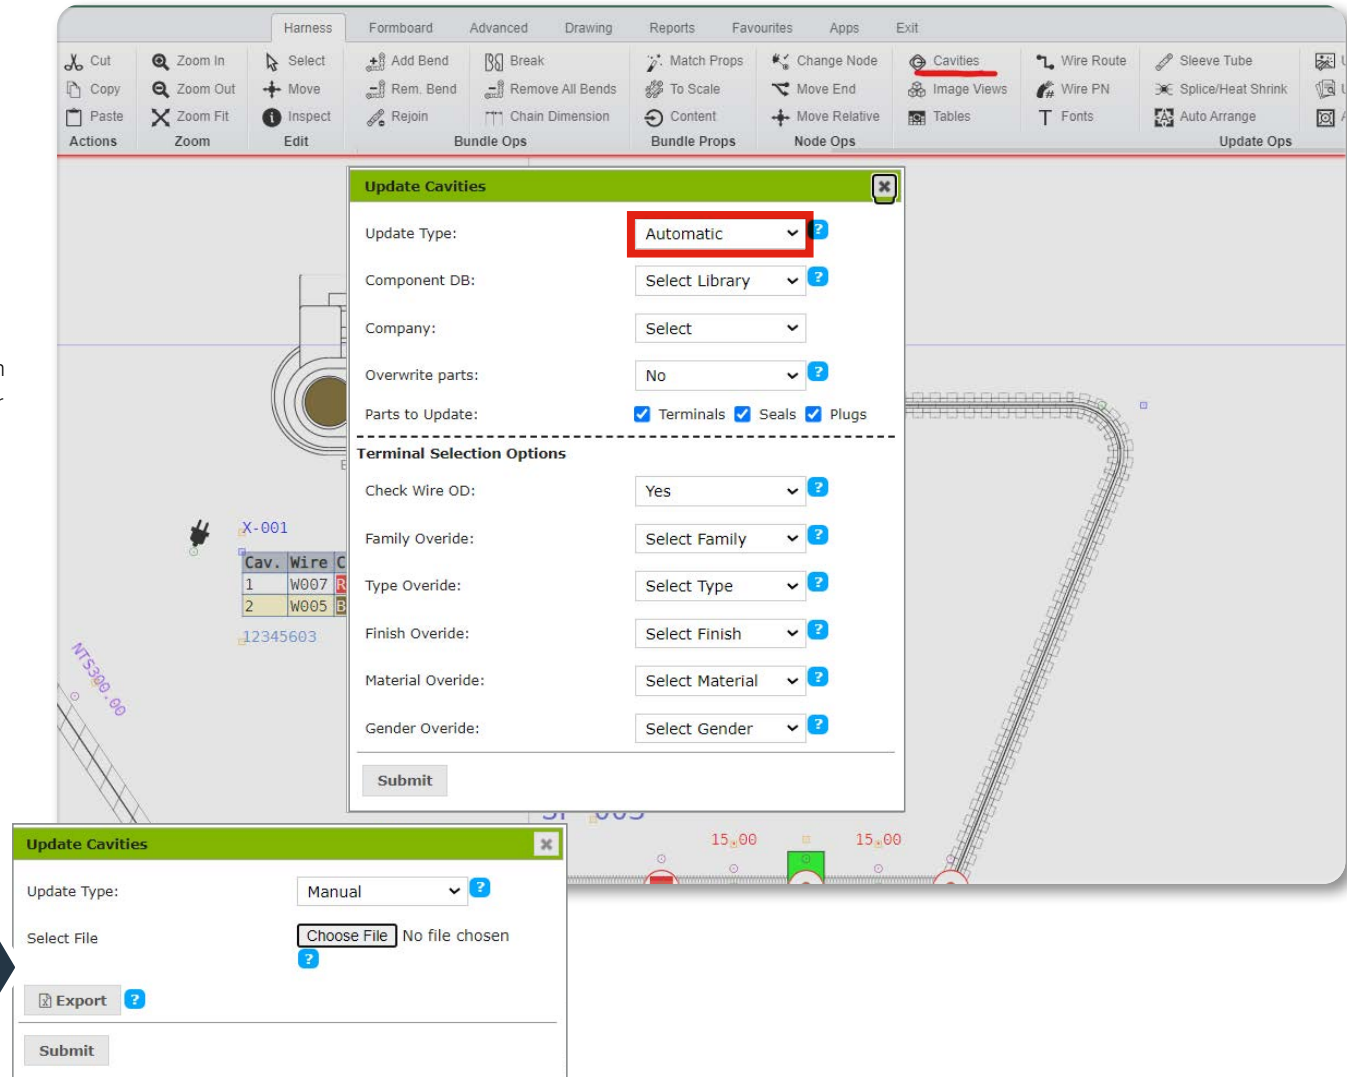 Harness Formboard Advanced Drawing Reports Favourites Apps Exit
Cut Zoom In Select Add Bend Break Match Props Change Node Cavities Wire Route Sleeve Tube
Copy Zoom Out Move Rem. Bend Remove All Bends To Scale Move End Image Views Wire PN Splice/Heat Shrink
Paste Zoom Fit Inspect Rejoin Chain Dimension Content Move Relative Tables Fonts Auto Arrange
Actions Zoom Edit Bundle Ops Bundle Props Node Ops Update Ops
Update Cavities
Update Type: Automatic ?
Component DB: Select Library ?
Company: Select
Overwrite parts: No ?
Parts to Update: Terminals Seals Plugs
Terminal Selection Options
Check Wire OD: Yes ?
Family Overide: Select Family ?
Type Overide: Select Type ?
Finish Overide: Select Finish ?
Material Overide: Select Material ?
Gender Overide: Select Gender ?
Submit
X-001
Cav. Wire C
1 W007 R
2 W005 B
12345603
NTS300.00
15.00 15.00
Update Cavities
Update Type: Manual ?
Select File Choose File No file chosen
?
Export ?
Submit